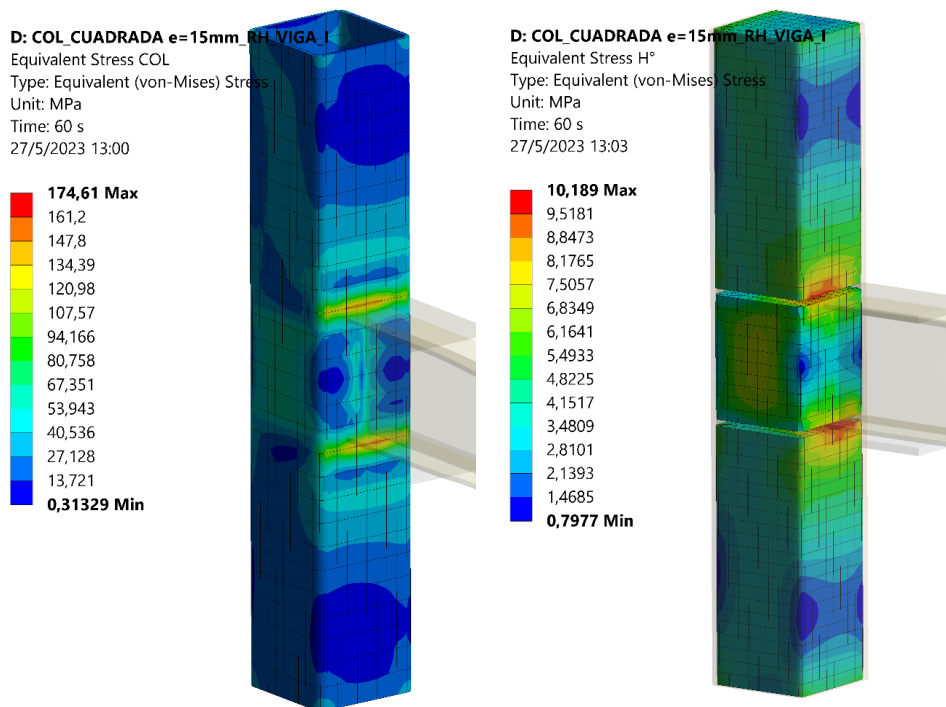 D: COL_CUADRADA e=15mm_RH_VIGA_I
Equivalent Stress COL
Type: Equivalent (von-Mises) Stress
Unit: MPa
Time: 60 s
27/5/2023 13:00
174,61 Max
161,2
147,8
134,39
120,98
107,57
94,166
80,758
67,351
53,943
40,536
27,128
13,721
0,31329 Min
D: COL_CUADRADA e=15mm_RH_VIGA_I
Equivalent Stress H°
Type: Equivalent (von-Mises) Stress
Unit: MPa
Time: 60 s
27/5/2023 13:03
10,189 Max
9,5181
8,8473
8,1765
7,5057
6,8349
6,1641
5,4933
4,8225
4,1517
3,4809
2,8101
2,1393
1,4685
0,7977 Min